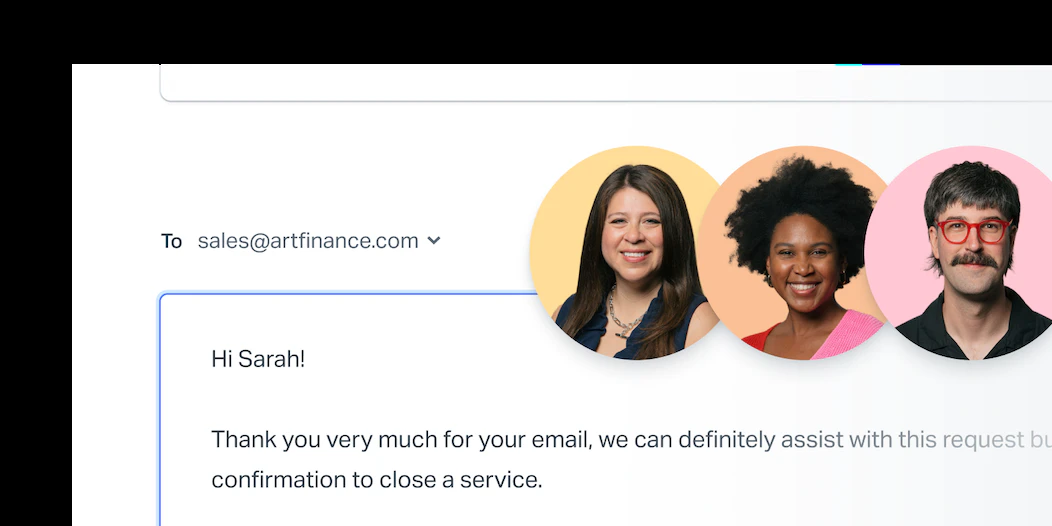 To sales@artfinance.com
Hi Sarah!
Thank you very much for your email, we can definitely assist with this request
confirmation to close a service.